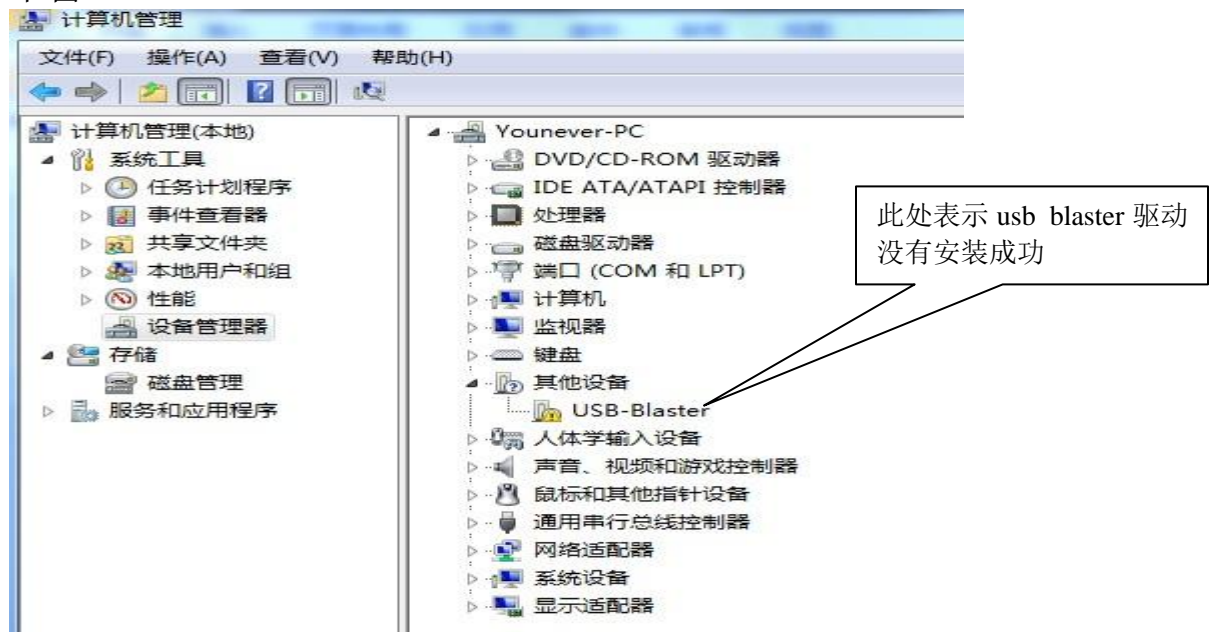 计算机管理
文件(F) 操作(A) 查看(V) 帮助(H)
计算机管理(本地)
系统工具
任务计划程序
事件查看器
共享文件夹
本地用户和组
性能
设备管理器
存储
磁盘管理
服务和应用程序
Younever-PC
DVD/CD-ROM 驱动器
IDE ATA/ATAPI 控制器
处理器
磁盘驱动器
端口 (COM 和 LPT)
计算机
监视器
键盘
其他设备
USB-Blaster
人体学输入设备
声音、视频和游戏控制器
鼠标和其他指针设备
通用串行总线控制器
网络适配器
系统设备
显示适配器
此处表示 usb blaster 驱动
没有安装成功